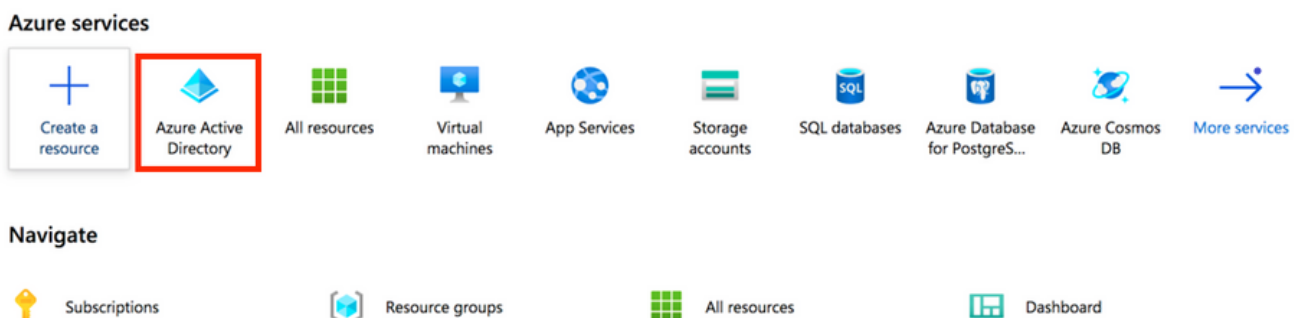 Azure services
Create a
resource
Azure Active
Directory
All resources
Virtual
machines
App Services
Storage
accounts
SQL
SQL databases
Azure Database
for PostgreS...
Azure Cosmos
DB
More services
Navigate
Subscriptions
Resource groups
All resources
Dashboard